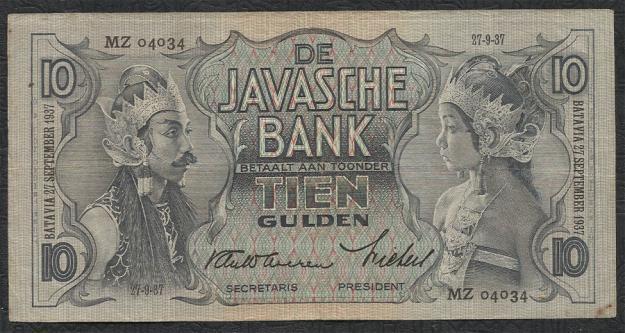 MZ 04034
27-9-37
10
10
DE
JAVASCHE
BANK
BETAALT AAN TOONDER
TIEN
GULDEN
BATAVIA 27 SEPTEMBER 1937
BATAVIA 27 SEPTEMBER 1937
10
10
27-9-37
SECRETARIS
PRESIDENT
MZ 04034